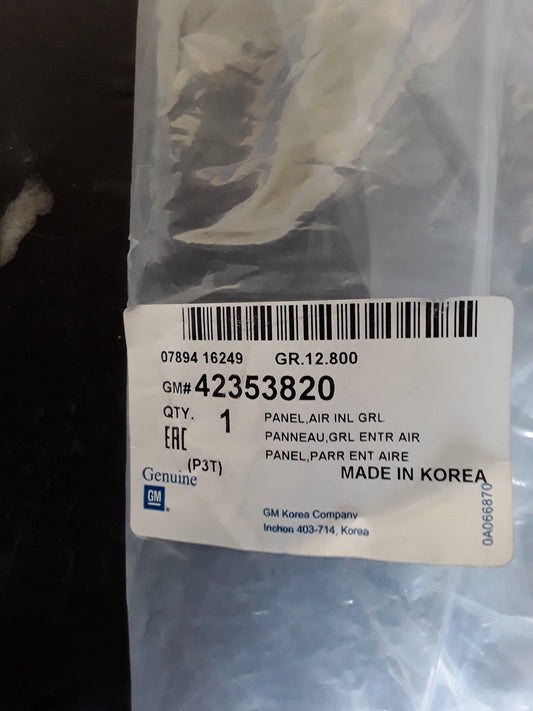 07894 16249 GR.12.800
GM# 42353820
QTY. 1
EAC
(P3T)
PANEL,AIR INL GRL
PANNEAU,GRL ENTR AIR
PANEL,PARR ENT AIRE
MADE IN KOREA
Genuine
GM
GM Korea Company
Inchon 403-714, Korea
0A066870